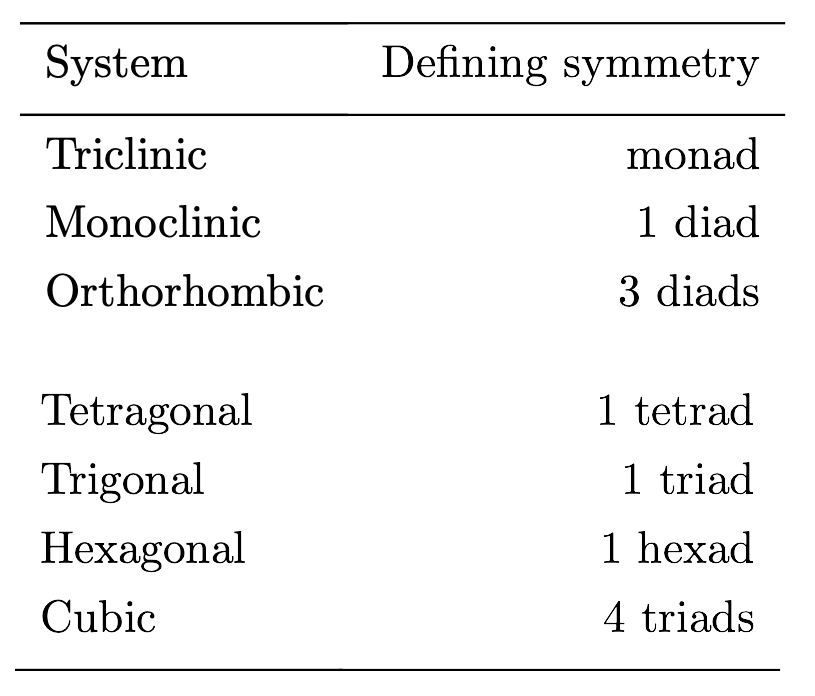 System Defining symmetry
Triclinic monad
Monoclinic 1 diad
Orthorhombic 3 diads
Tetragonal 1 tetrad
Trigonal 1 triad
Hexagonal 1 hexad
Cubic 4 triads